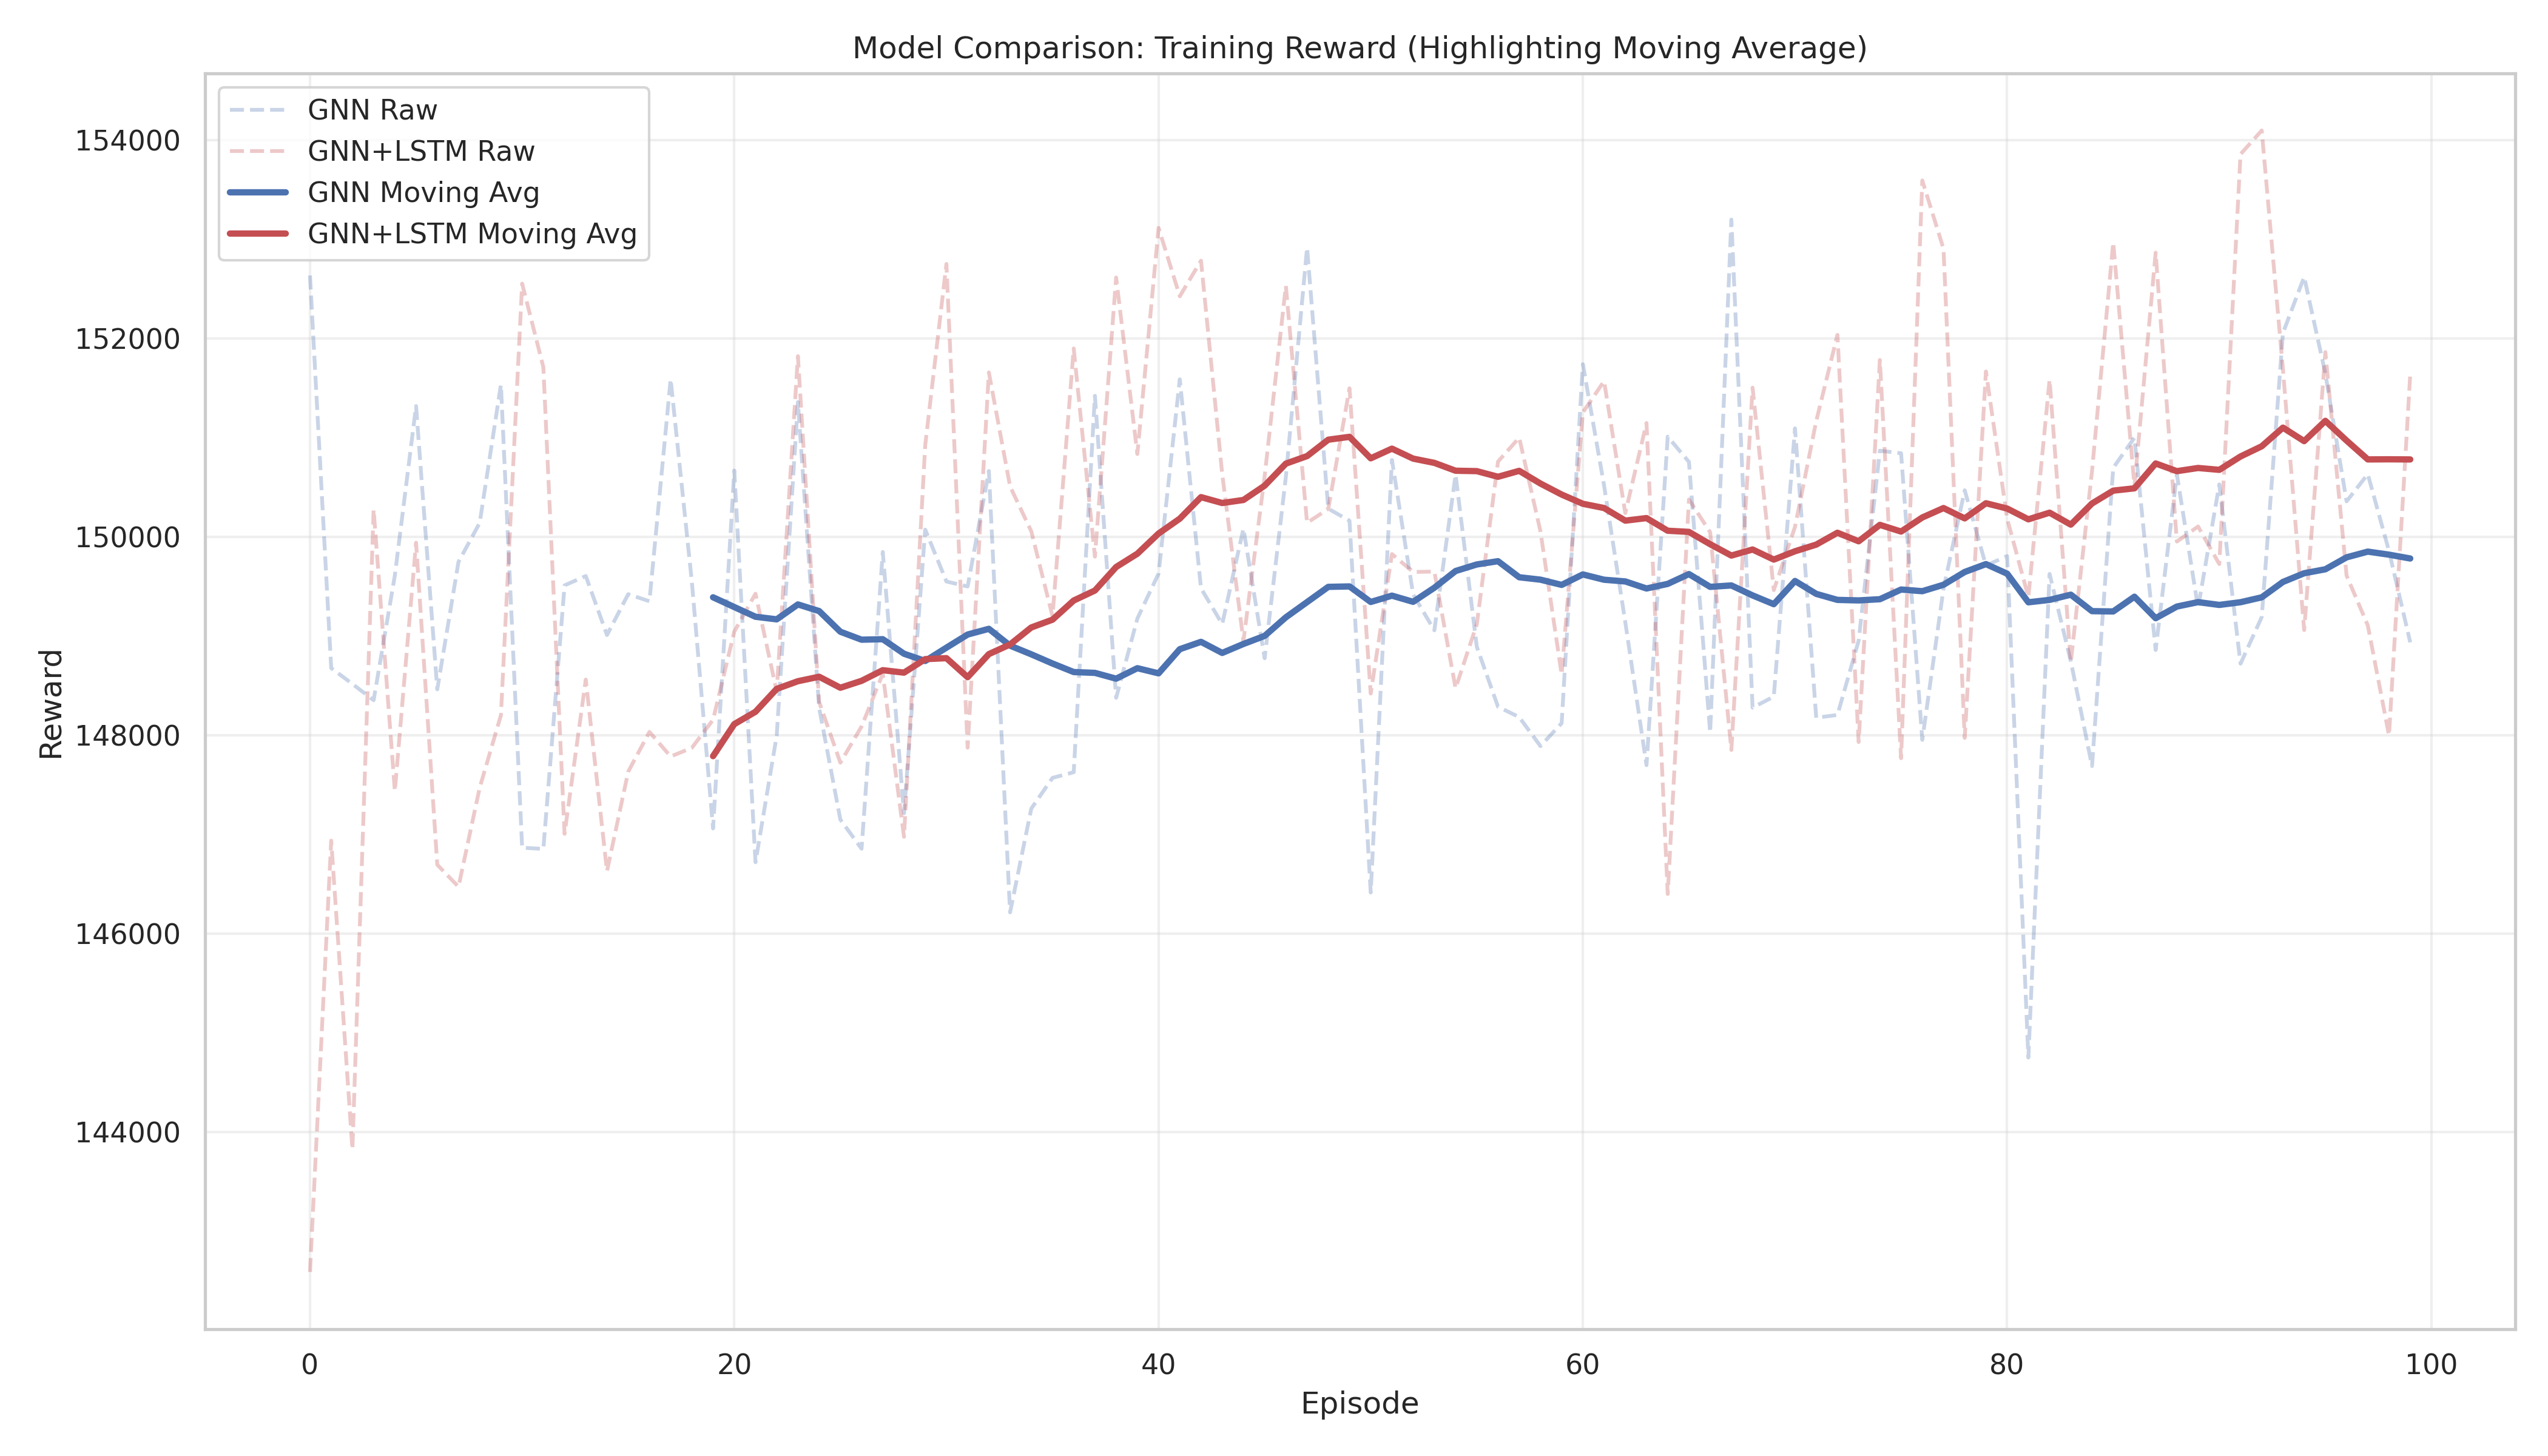 Model Comparison: Training Reward (Highlighting Moving Average)
GNN Raw
GNN+LSTM Raw
GNN Moving Avg
GNN+LSTM Moving Avg
154000
152000
150000
148000
146000
144000
Reward
0 20 40 60 80 100
Episode